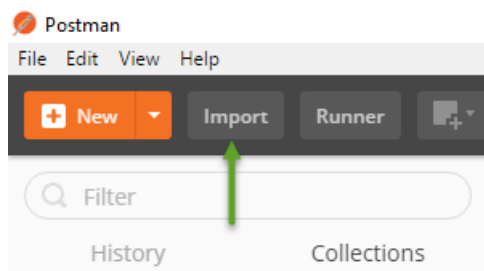 Postman
File Edit View Help
New Import Runner
Filter
History Collections